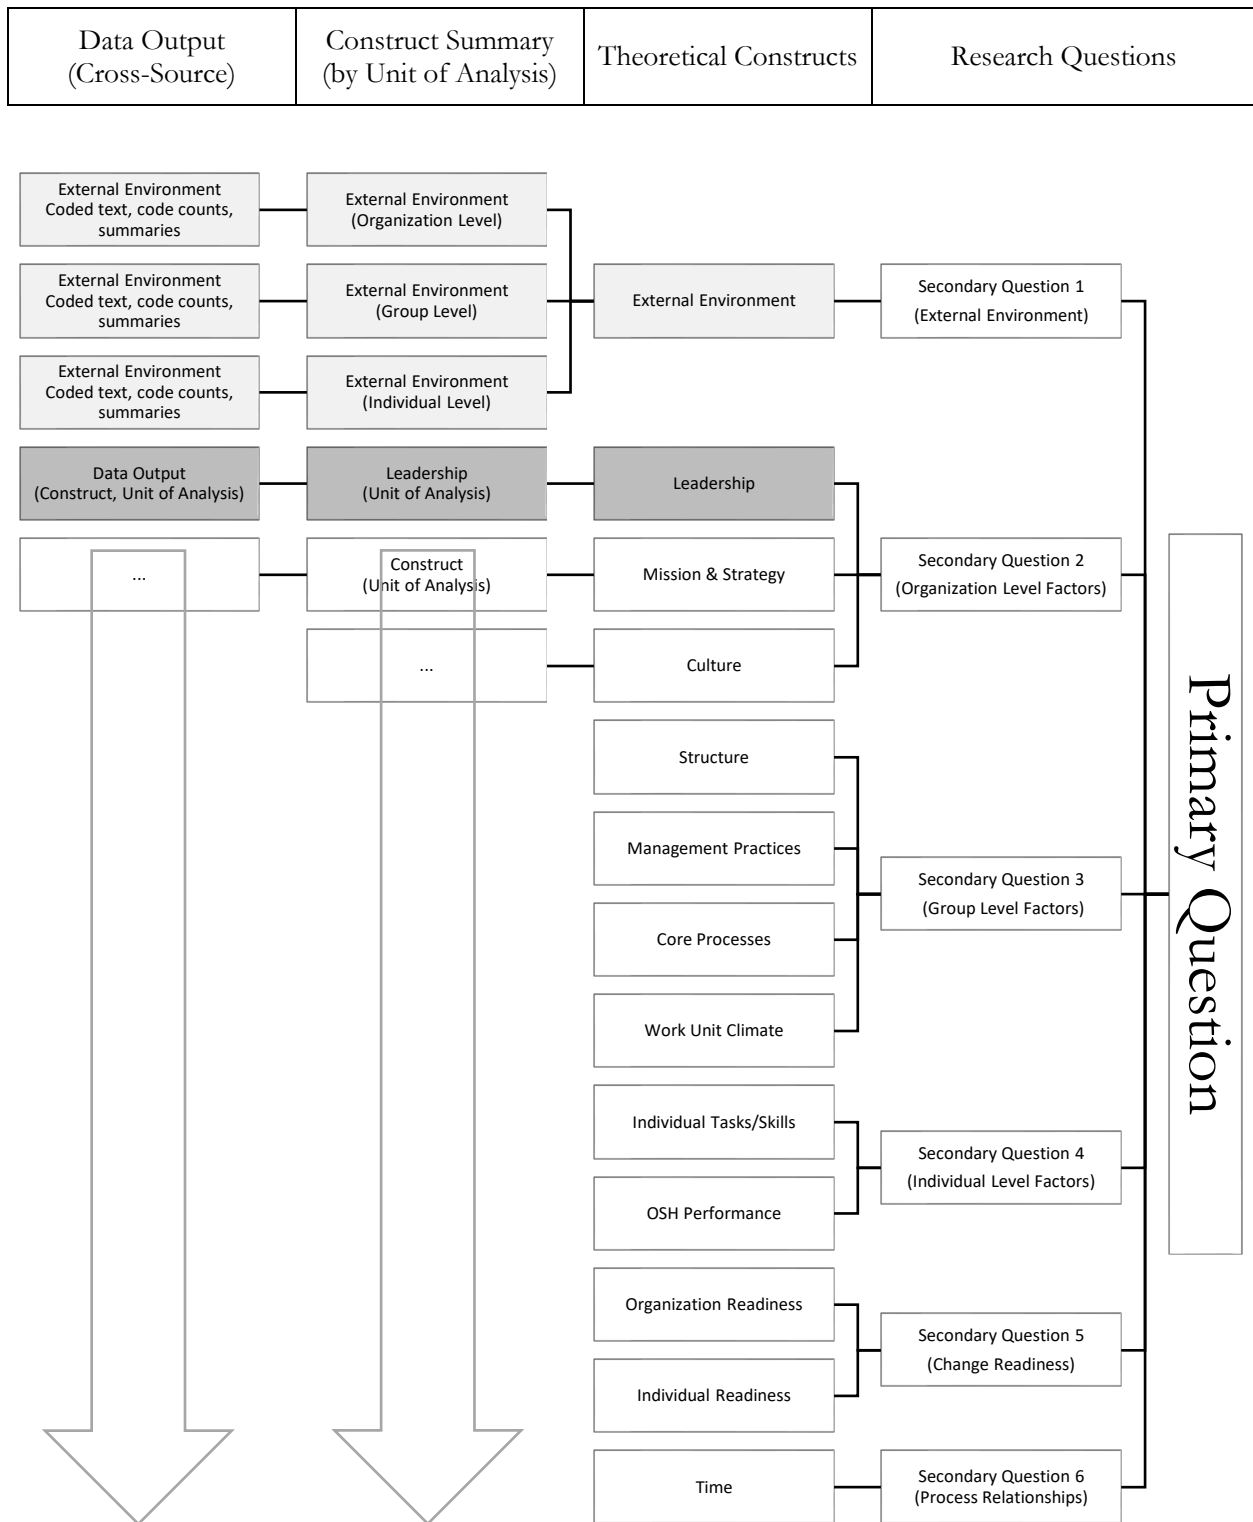 Data Output
(Cross-Source)
Construct Summary
(by Unit of Analysis)
Theoretical Constructs
Research Questions
External Environment
Coded text, code counts,
summaries
External Environment
(Organization Level)
External Environment
Coded text, code counts,
summaries
External Environment
(Group Level)
External Environment
Secondary Question 1
(External Environment)
External Environment
Coded text, code counts,
summaries
External Environment
(Individual Level)
Data Output
(Construct, Unit of Analysis)
Leadership
(Unit of Analysis)
Leadership
...
Construct
(Unit of Analysis)
Mission & Strategy
Secondary Question 2
(Organization Level Factors)
...
Culture
Structure
Management Practices
Secondary Question 3
(Group Level Factors)
Core Processes
Work Unit Climate
Individual Tasks/Skills
Secondary Question 4
(Individual Level Factors)
OSH Performance
Organization Readiness
Secondary Question 5
(Change Readiness)
Individual Readiness
Time
Secondary Question 6
(Process Relationships)
Primary Question